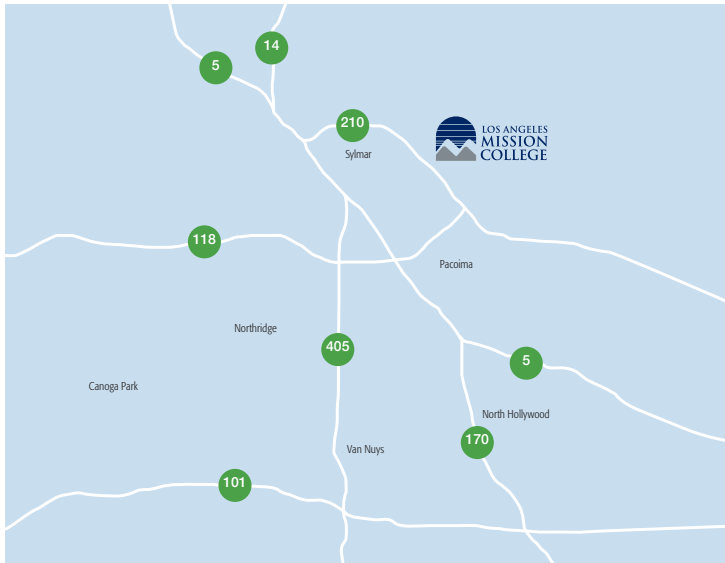 14
5
210
LOS ANGELES
MISSION
COLLEGE
Sylmar
118
Pacoima
Northridge
405
5
Canoga Park
North Hollywood
170
Van Nuys
101